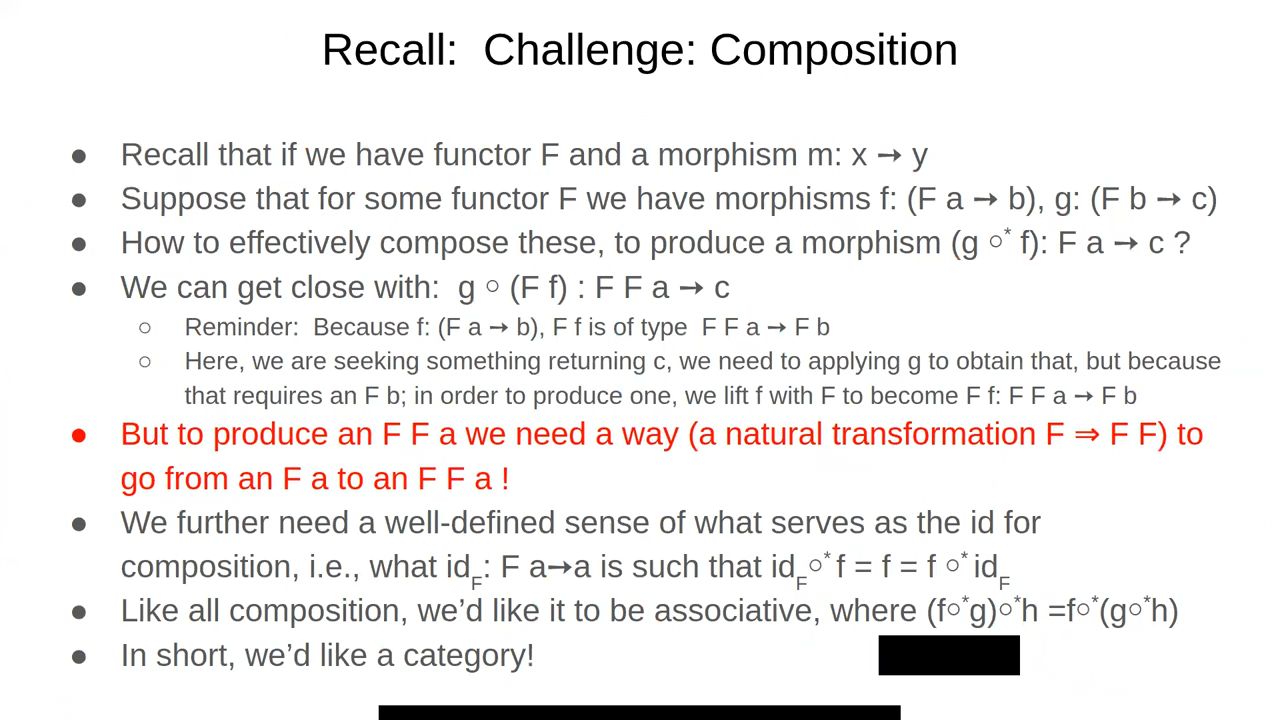 Recall:  Challenge: Composition
● Recall that if we have functor F and a morphism m: x → y
● Suppose that for some functor F we have morphisms f: (F a → b), g: (F b → c)
● How to effectively compose these, to produce a morphism (g ○* f): F a → c ?
● We can get close with:  g ○ (F f) : F F a → c
○ Reminder:  Because f: (F a → b), F f is of type  F F a → F b
○ Here, we are seeking something returning c, we need to applying g to obtain that, but because
that requires an F b; in order to produce one, we lift f with F to become F f: F F a → F b
● But to produce an F F a we need a way (a natural transformation F ⇒ F F) to
go from an F a to an F F a !
● We further need a well-defined sense of what serves as the id for
composition, i.e., what id_F: F a→a is such that id_F○* f = f = f ○* id_F
● Like all composition, we’d like it to be associative, where (f○*g)○*h =f○*(g○*h)
● In short, we’d like a category!